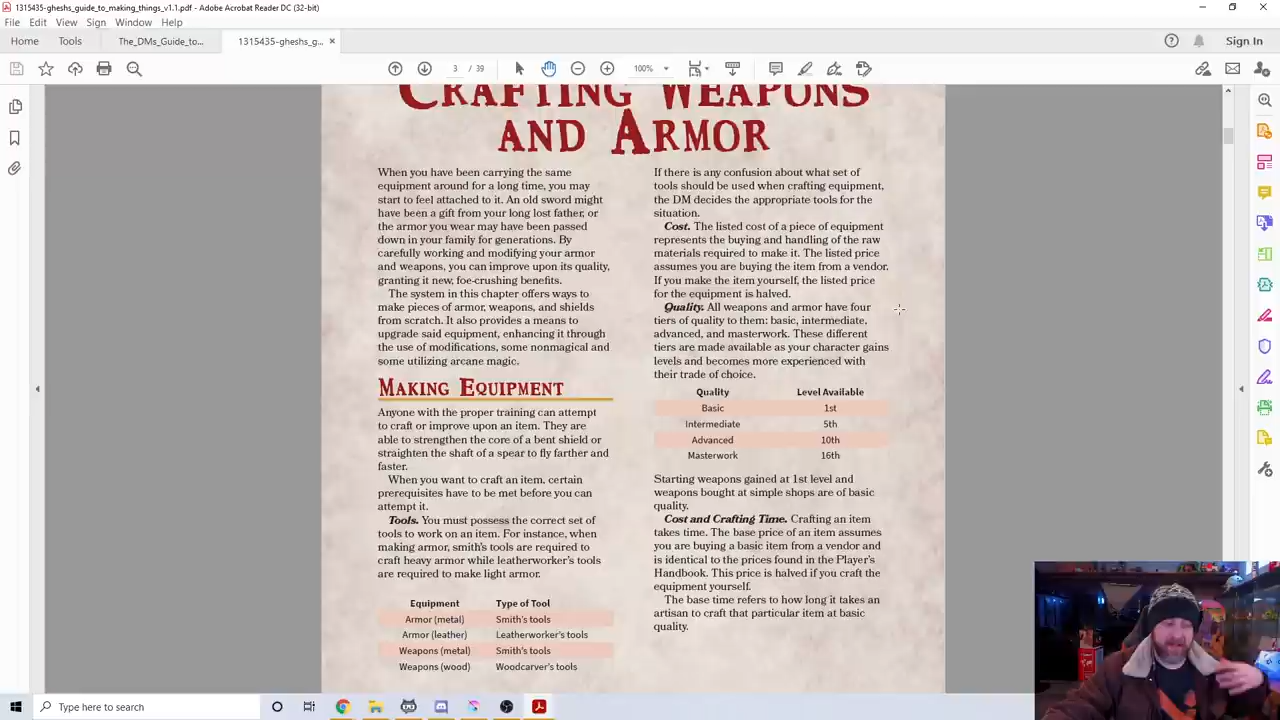 1315435-gheshs_guide_to_making_things_v1.1.pdf - Adobe Acrobat Reader DC (32-bit)
File Edit View Sign Window Help
Home Tools The_DMs_Guide_to... 1315435-gheshs_g... ×
Sign In
3 / 39
100%
CRAFTING WEAPONS
AND ARMOR
When you have been carrying the same
equipment around for a long time, you may
start to feel attached to it. An old sword might
have been a gift from your long lost father, or
the armor you wear may have been passed
down in your family for generations. By
carefully working and modifying your armor
and weapons, you can improve upon its quality,
granting it new, foe-crushing benefits.
The system in this chapter offers ways to
make pieces of armor, weapons, and shields
from scratch. It also provides a means to
upgrade said equipment, enhancing it through
the use of modifications, some nonmagical and
some utilizing arcane magic.
MAKING EQUIPMENT
Anyone with the proper training can attempt
to craft or improve upon an item. They are
able to strengthen the core of a bent shield or
straighten the shaft of a spear to fly farther and
faster.
When you want to craft an item, certain
prerequisites have to be met before you can
attempt it.
Tools. You must possess the correct set of
tools to work on an item. For instance, when
making armor, smith's tools are required to
craft heavy armor while leatherworker's tools
are required to make light armor.
Equipment Type of Tool
Armor (metal) Smith's tools
Armor (leather) Leatherworker's tools
Weapons (metal) Smith's tools
Weapons (wood) Woodcarver's tools
If there is any confusion about what set of
tools should be used when crafting equipment,
the DM decides the appropriate tools for the
situation.
Cost. The listed cost of a piece of equipment
represents the buying and handling of the raw
materials required to make it. The listed price
assumes you are buying the item from a vendor.
If you make the item yourself, the listed price
for the equipment is halved.
Quality. All weapons and armor have four
tiers of quality to them: basic, intermediate,
advanced, and masterwork. These different
tiers are made available as your character gains
levels and becomes more experienced with
their trade of choice.
Quality Level Available
Basic 1st
Intermediate 5th
Advanced 10th
Masterwork 16th
Starting weapons gained at 1st level and
weapons bought at simple shops are of basic
quality.
Cost and Crafting Time. Crafting an item
takes time. The base price of an item assumes
you are buying a basic item from a vendor and
is identical to the prices found in the Player's
Handbook. This price is halved if you craft the
equipment yourself.
The base time refers to how long it takes an
artisan to craft that particular item at basic
quality.
Type here to search